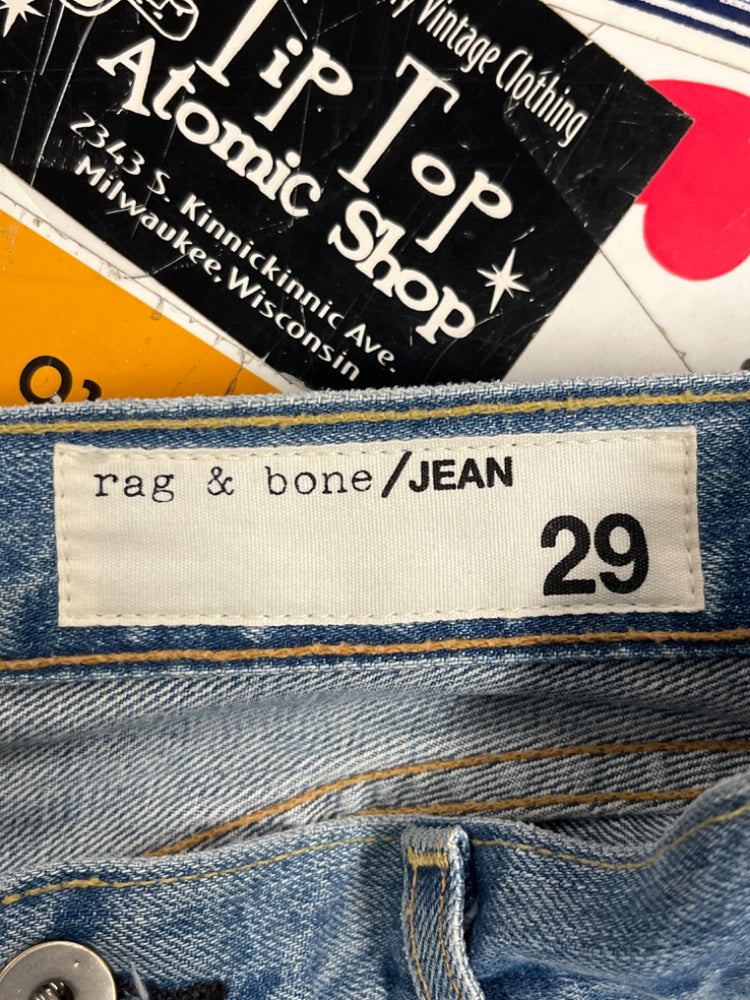 Vintage Clothing
Tip Top
Atomic Shop
2343 S. Kinnickinnic Ave.
Milwaukee, Wisconsin
rag & bone/JEAN
29